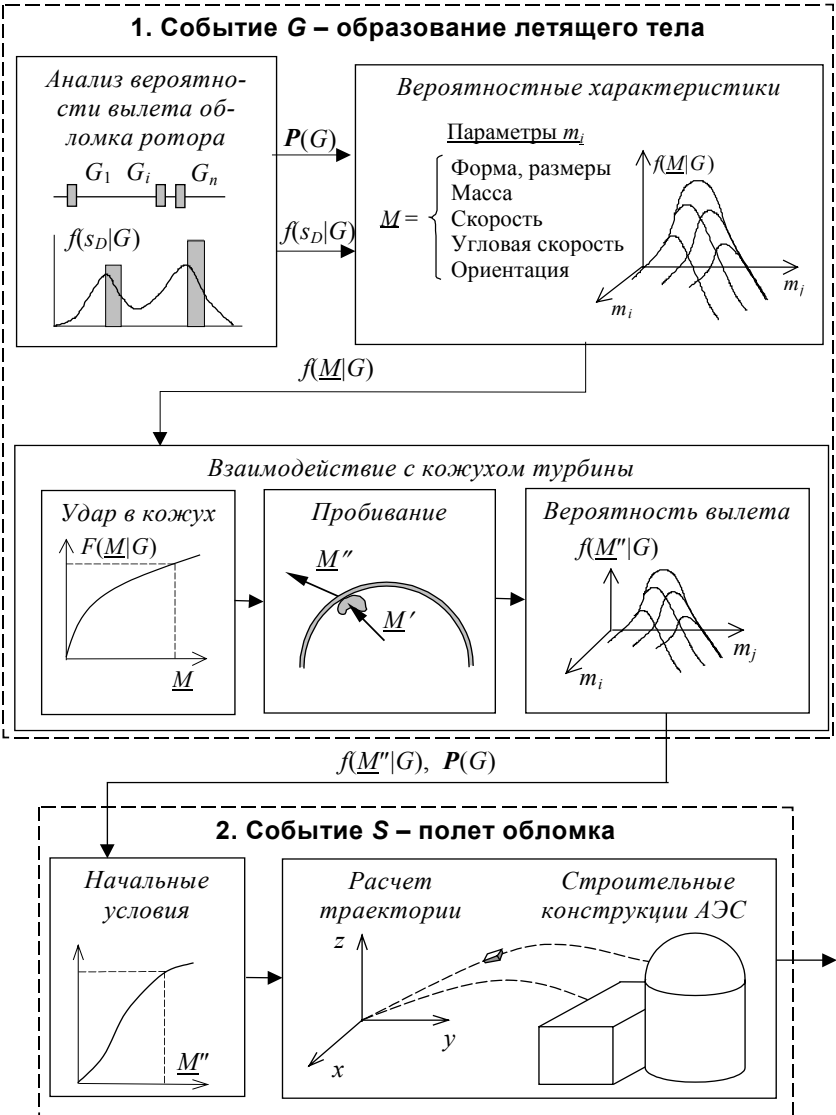 1. Событие G – образование летящего тела
Анализ вероятно-
сти вылета об-
ломка ротора
G1 Gi Gn
f(sD|G)
P(G)
f(sD|G)
Вероятностные характеристики
Параметры mi
M =
Форма, размеры
Масса
Скорость
Угловая скорость
Ориентация
f(M|G)
mj
mi
f(M|G)
Взаимодействие с кожухом турбины
Удар в кожух
F(M|G)
M
Пробивание
M″
M′
Вероятность вылета
f(M″|G)
mj
mi
f(M″|G), P(G)
2. Событие S – полет обломка
Начальные
условия
M″
Расчет
траектории
z
y
x
Строительные
конструкции АЭС